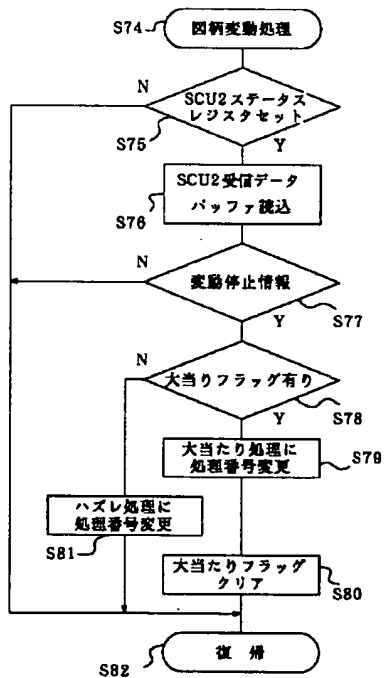 S74
図柄変動処理
N
SCU2ステータス
レジスタセット
S75
Y
SCU2受信データ
バッファ読込
S76
N
変動停止情報
S77
Y
N
大当りフラッグ有り
S78
Y
大当たり処理に
処理番号変更
S79
ハズレ処理に
処理番号変更
S81
大当たりフラッグ
クリア
S80
復帰
S82